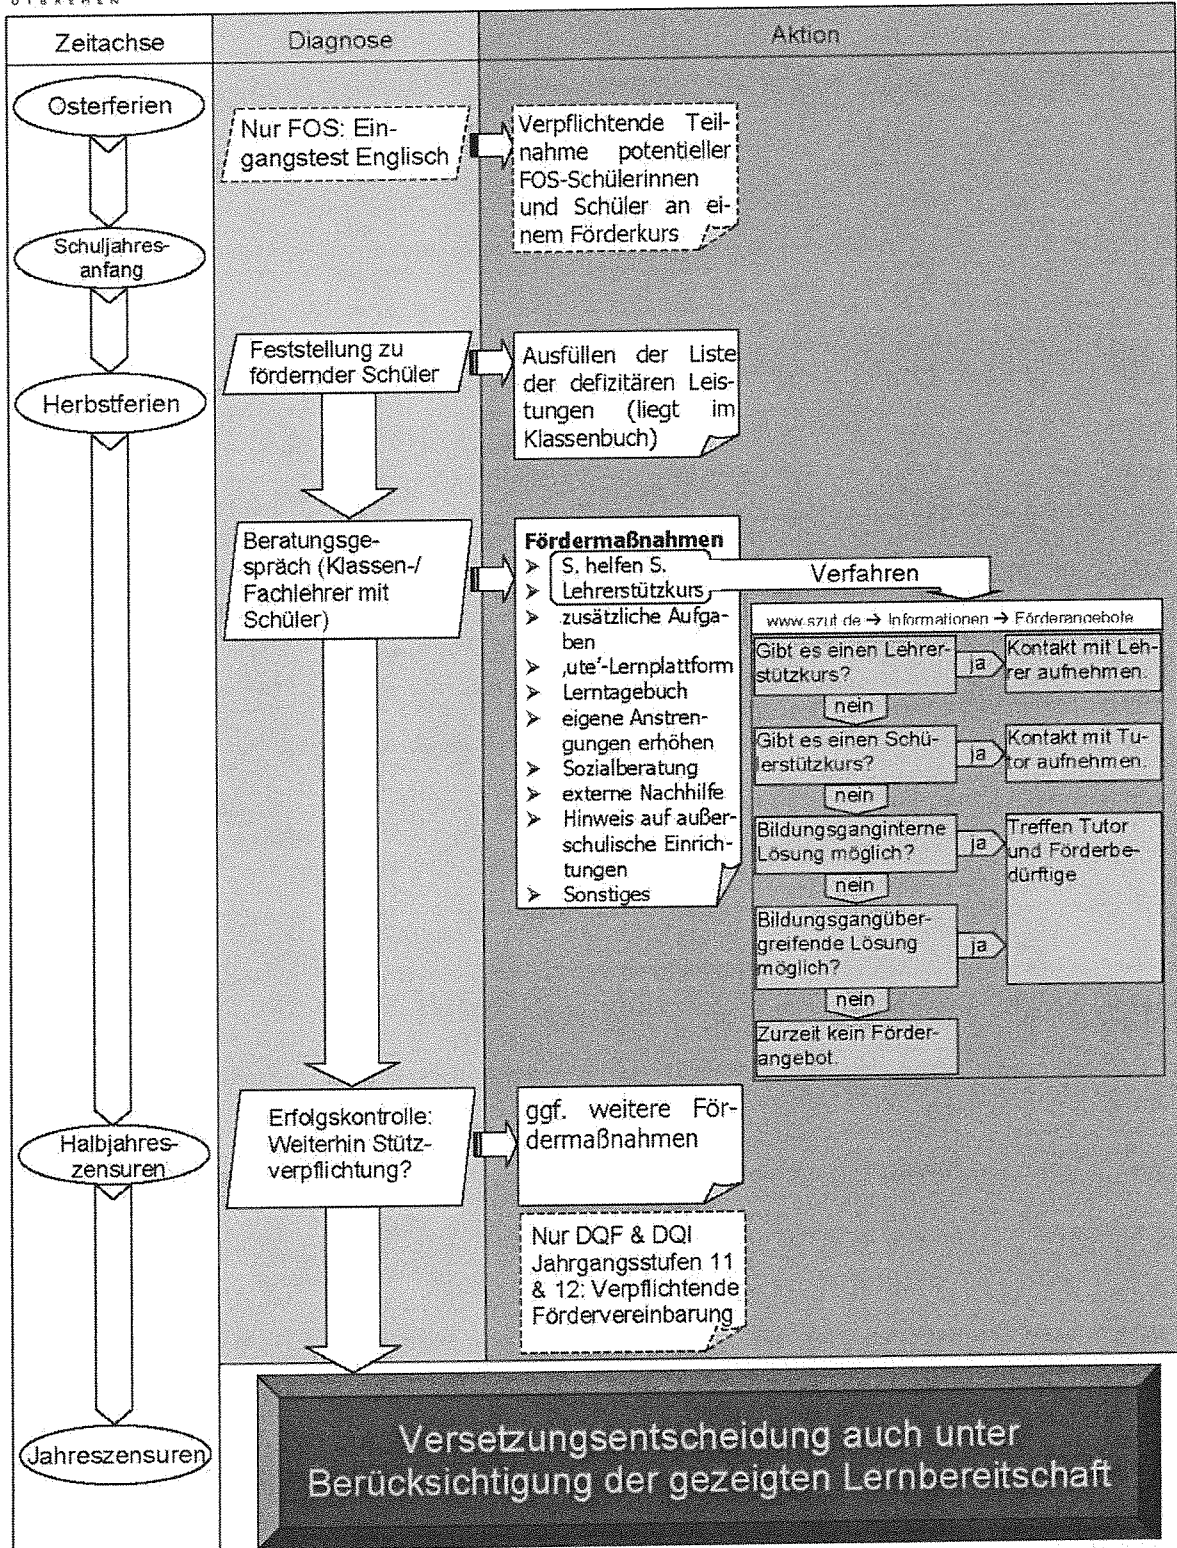 Zeitachse
Diagnose
Aktion
Osterferien
Nur FOS: Ein-
gangstest Englisch
Verpflichtende Teil-
nahme potentieller
FOS-Schülerinnen
und Schüler an ei-
nem Förderkurs
Schuljahres-
anfang
Feststellung zu
fördernder Schüler
Ausfüllen der Liste
der defizitären Leis-
tungen (liegt im
Klassenbuch)
Herbstferien
Beratungsge-
spräch (Klassen-/
Fachlehrer mit
Schüler)
Fördermaßnahmen
➢ S. helfen S.
➢ Lehrerstützkurs
➢ zusätzliche Aufga-
ben
➢ ‚ute'-Lernplattform
➢ Lerntagebuch
➢ eigene Anstren-
gungen erhöhen
➢ Sozialberatung
➢ externe Nachhilfe
➢ Hinweis auf außer-
schulische Einrich-
tungen
➢ Sonstiges
Verfahren
www.szut.de → Informationen → Förderangebote
Gibt es einen Lehrer-
stützkurs?
ja
Kontakt mit Leh-
rer aufnehmen.
nein
Gibt es einen Schü-
lerstützkurs?
ja
Kontakt mit Tu-
tor aufnehmen
nein
Bildungsganginterne
Lösung möglich?
ja
Treffen Tutor
und Förderbe-
dürftige
nein
Bildungsgangüber-
greifende Lösung
möglich?
ja
nein
Zurzeit kein Förder-
angebot.
Halbjahres-
zensuren
Erfolgskontrolle:
Weiterhin Stütz-
verpflichtung?
ggf. weitere För-
dermaßnahmen
Nur DQF & DQI
Jahrgangsstufen 11
& 12: Verpflichtende
Fördervereinbarung
Jahreszensuren
Versetzungsentscheidung auch unter
Berücksichtigung der gezeigten Lernbereitschaft